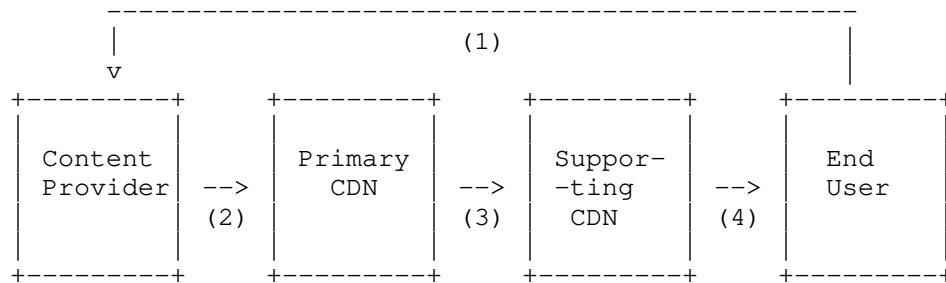 (1)
v
Content Primary Suppor- End
Provider --> CDN --> -ting --> User
(2) (3) CDN (4)